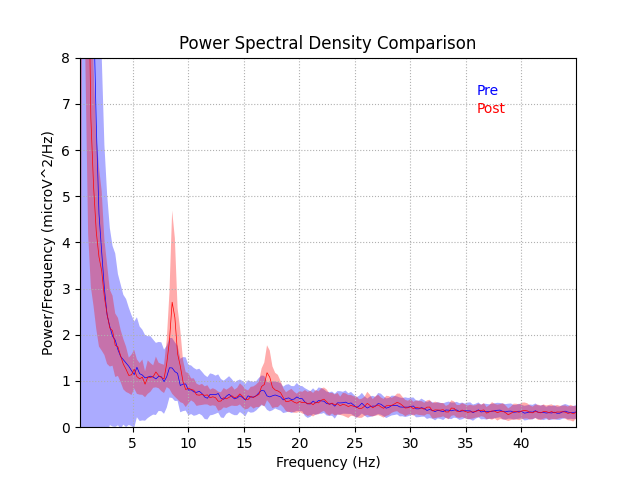 Power Spectral Density Comparison
Power/Frequency (microV^2/Hz)
8
7
6
5
4
3
2
1
0
Pre
Post
5 10 15 20 25 30 35 40
Frequency (Hz)